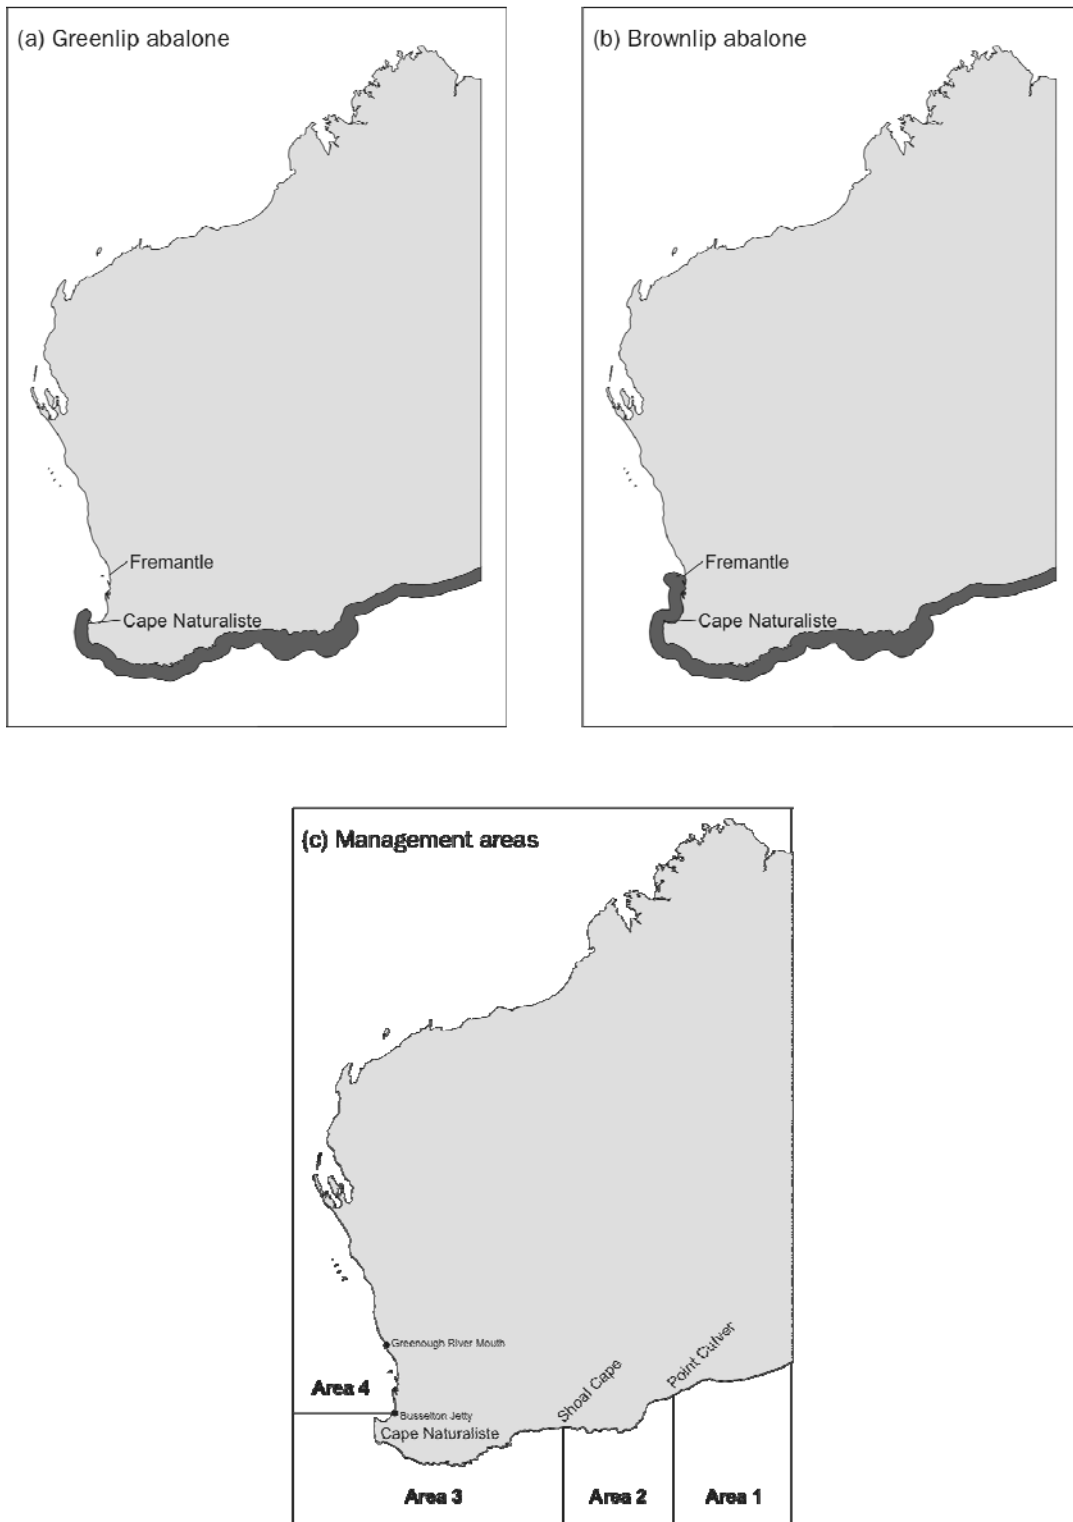 (a) Greenlip abalone
(b) Brownlip abalone
Fremantle
Cape Naturaliste
Fremantle
Cape Naturaliste
(c) Management areas
Greenough River Mouth
Area 4
Busselton Jetty
Cape Naturaliste
Shoal Cape
Point Culver
Area 3
Area 2
Area 1